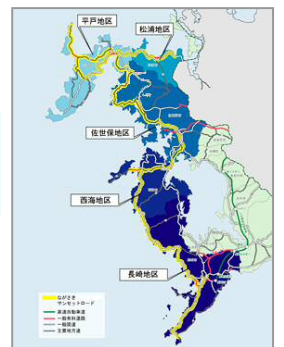 平戸地区
松浦地区
佐世保地区
西海地区
長崎地区
ながさき
サンセットロード
高速自動車道
一般有料道路
一般国道
主要地方道